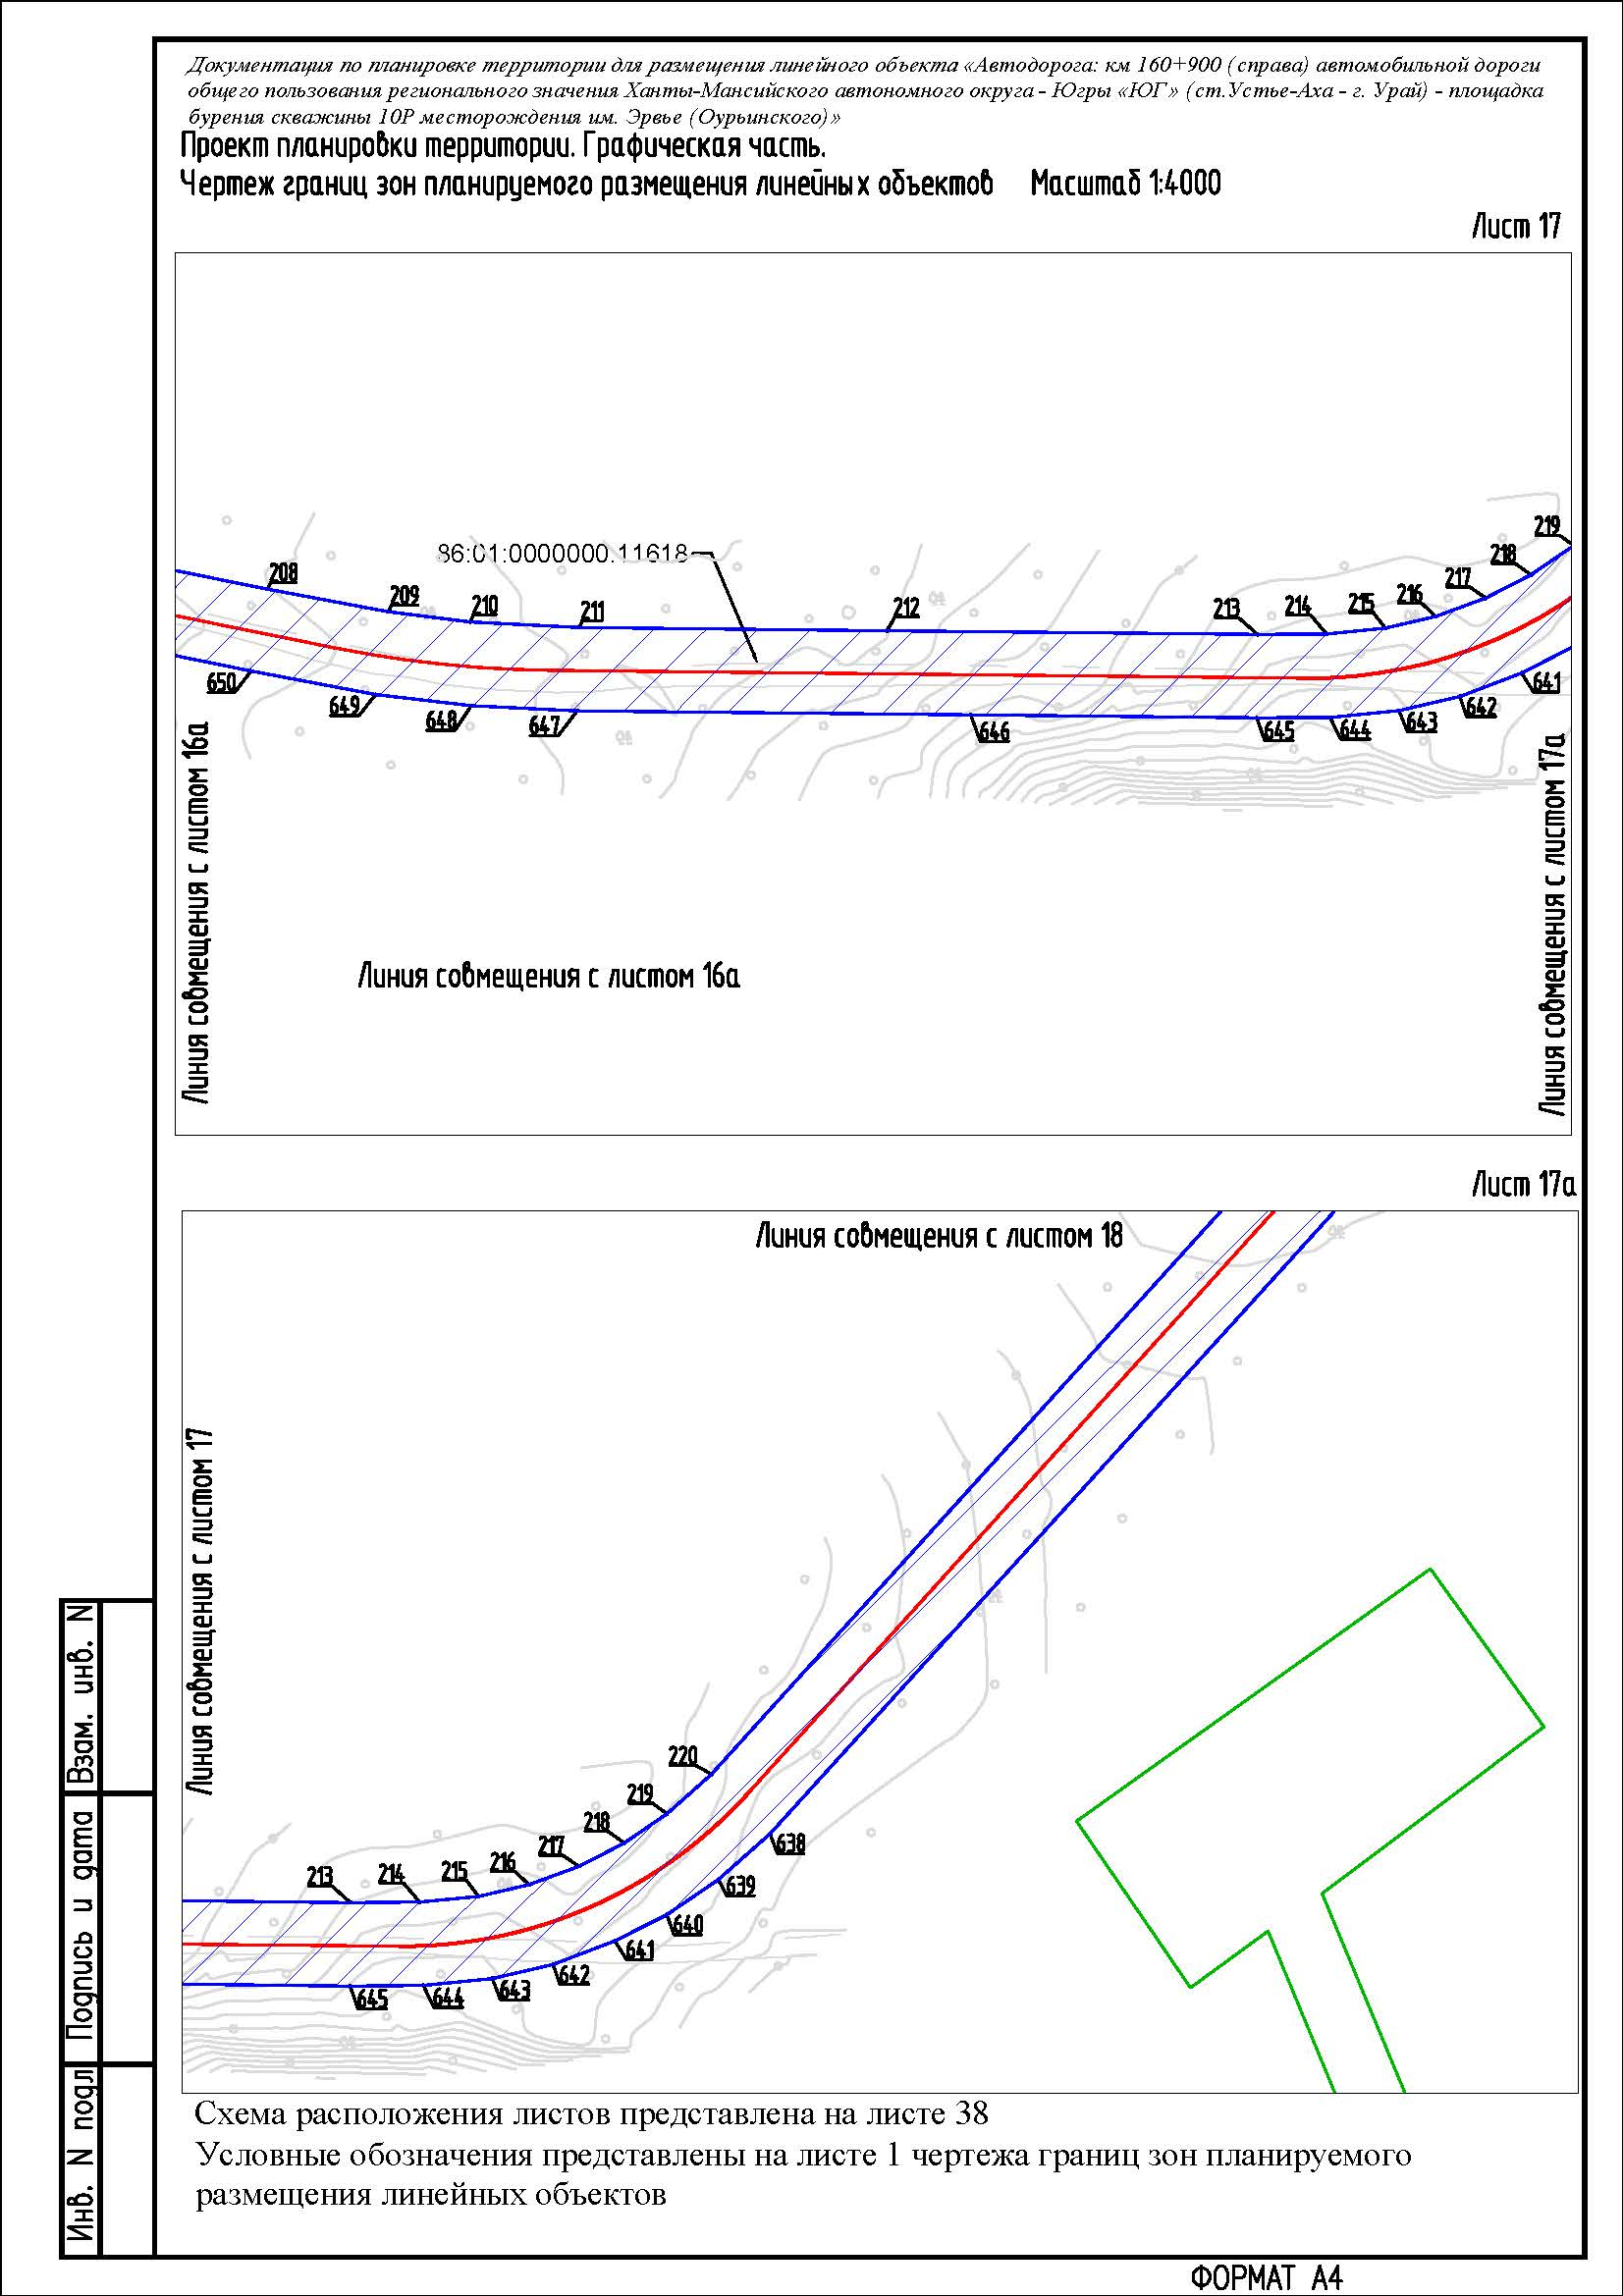 Документация по планировке территории для размещения линейного объекта «Автодорога: км 160+900 (справа) автомобильной дороги
общего пользования регионального значения Ханты-Мансийского автономного округа - Югры «ЮГ» (ст.Устье-Аха - г. Урай) - площадка
бурения скважины 10Р месторождения им. Эрвье (Оурьинского)»
Проект планировки территории. Графическая часть.
Чертеж границ зон планируемого размещения линейных объектов Масштаб 1:4000
Лист 17
219
86:01:0000000:11618
218
208
217
209
210
211
212
213
214
215
216
650
649
648
647
646
645
644
643
642
641
Линия совмещения с листом 16а
Линия совмещения с листом 17а
Линия совмещения с листом 16а
Лист 17а
Линия совмещения с листом 18
Линия совмещения с листом 17
220
219
218
217
216
215
214
213
638
639
640
641
642
643
644
645
Схема расположения листов представлена на листе 38
Условные обозначения представлены на листе 1 чертежа границ зон планируемого
размещения линейных объектов
Взам. инв. N
Подпись и дата
Инв. N подл
ФОРМАТ А4